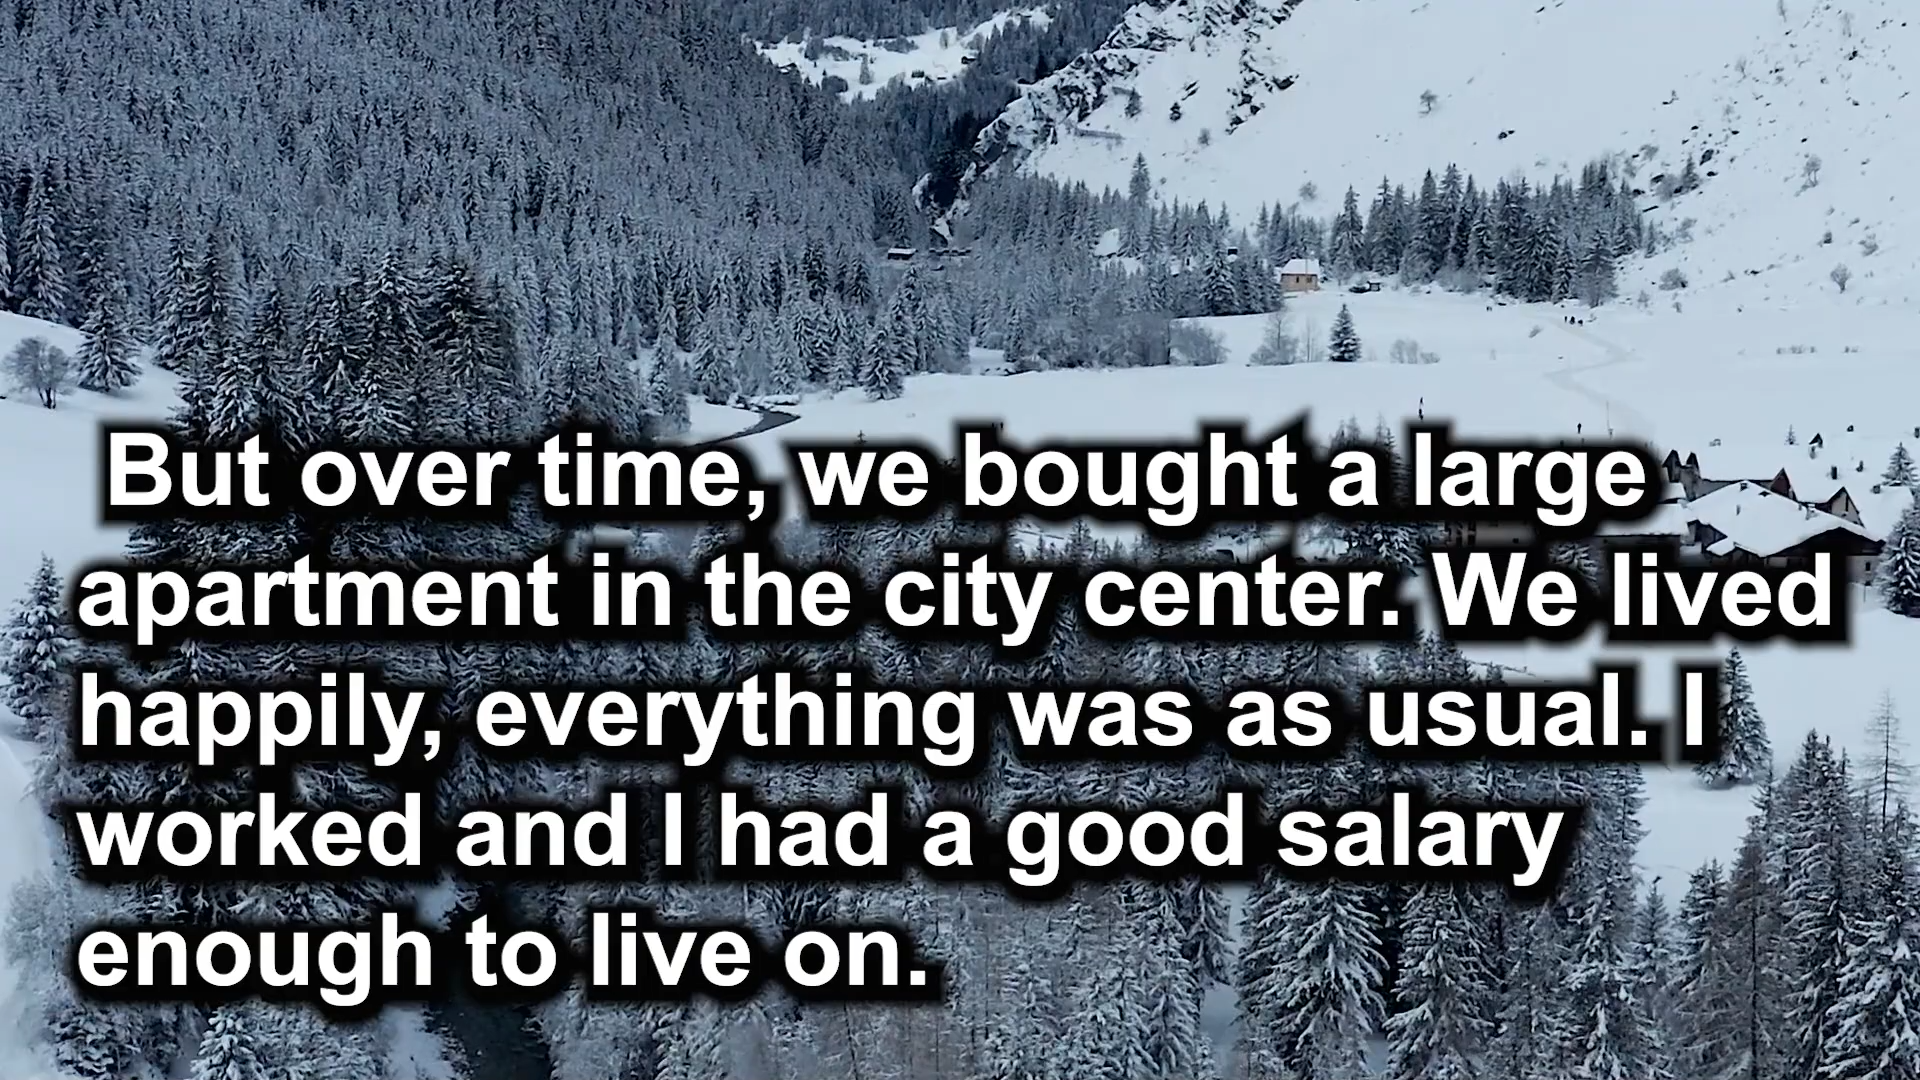 But over time, we bought a large
apartment in the city center. We lived
happily, everything was as usual. I
worked and I had a good salary
enough to live on.